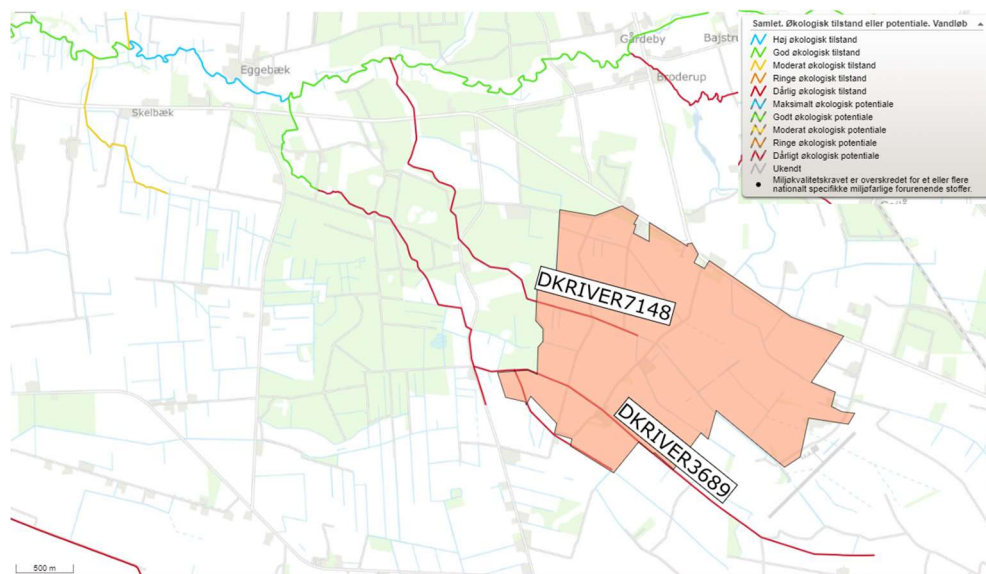 Samlet. Økologisk tilstand eller potentiale. Vandløb
Høj økologisk tilstand
God økologisk tilstand
Moderat økologisk tilstand
Ringe økologisk tilstand
Dårlig økologisk tilstand
Maksimalt økologisk potentiale
Godt økologisk potentiale
Moderat økologisk potentiale
Ringe økologisk potentiale
Dårligt økologisk potentiale
Ukendt
Miljøkvalitetskravet er overskredet for et eller flere
nationalt specifikke miljøfarlige forurenende stoffer.
Gårdeby
Bajstr
Eggebæk
Broderup
Skelbæk
DKRIVER7148
DKRIVER3689
500 m